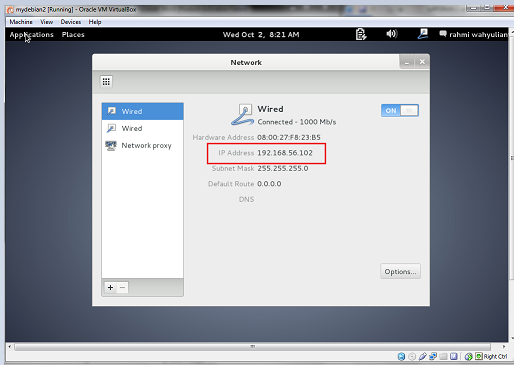 mydebian2 [Running] - Oracle VM VirtualBox
Machine View Devices Help
Applications Places Wed Oct 2, 8:21 AM rahmi wahyulian
Network
Wired
Wired
Network proxy
Wired
Connected - 1000 Mb/s
ON
Hardware Address 08:00:27:F8:23:B5
IP Address 192.168.56.102
Subnet Mask 255.255.255.0
Default Route 0.0.0.0
DNS
Options...
Right Ctrl